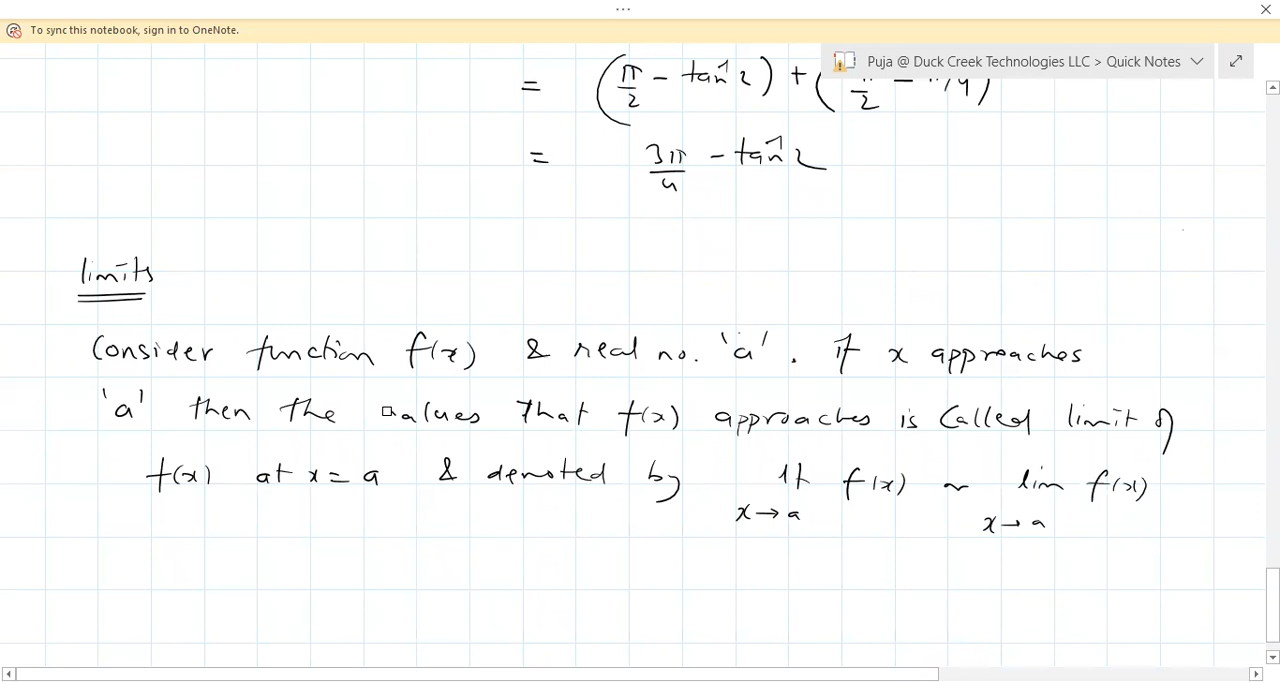 ...
To sync this notebook, sign in to OneNote.
Puja @ Duck Creek Technologies LLC > Quick Notes
= (π/2 - tan⁻¹ 2) + (π/2 - π/4)
= 3π/4 - tan⁻¹ 2
limits
Consider function f(x) & real no. 'a'. if x approaches
'a' then the values that f(x) approaches is called limit of
f(x) at x = a & denoted by lt f(x) or lim f(x)
x → a x → a